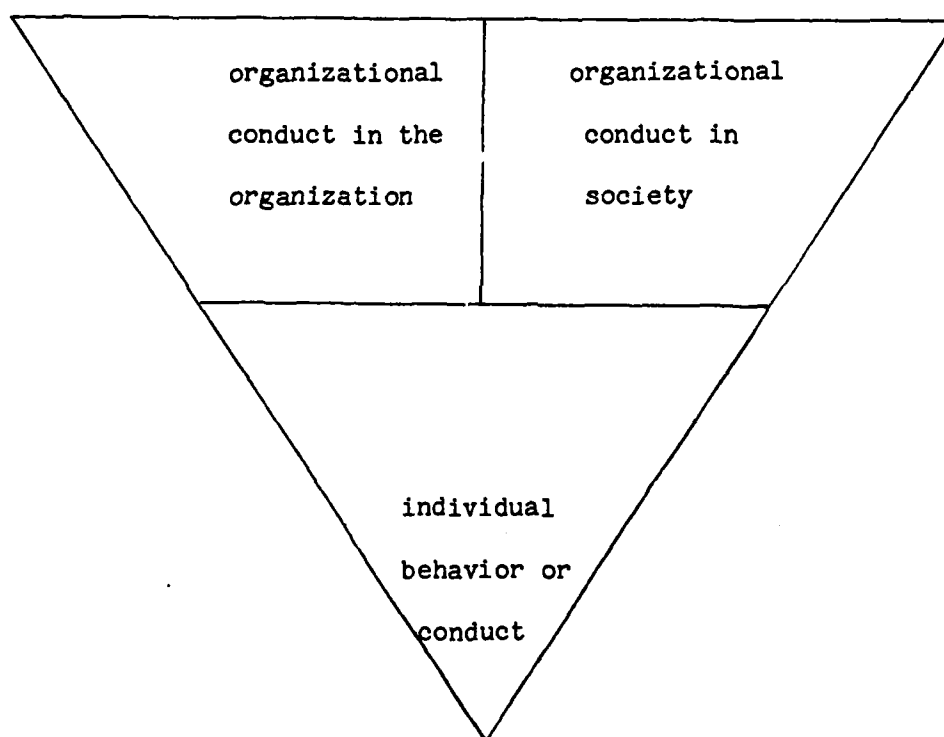 organizational
conduct in the
organization
organizational
conduct in
society
individual
behavior or
conduct